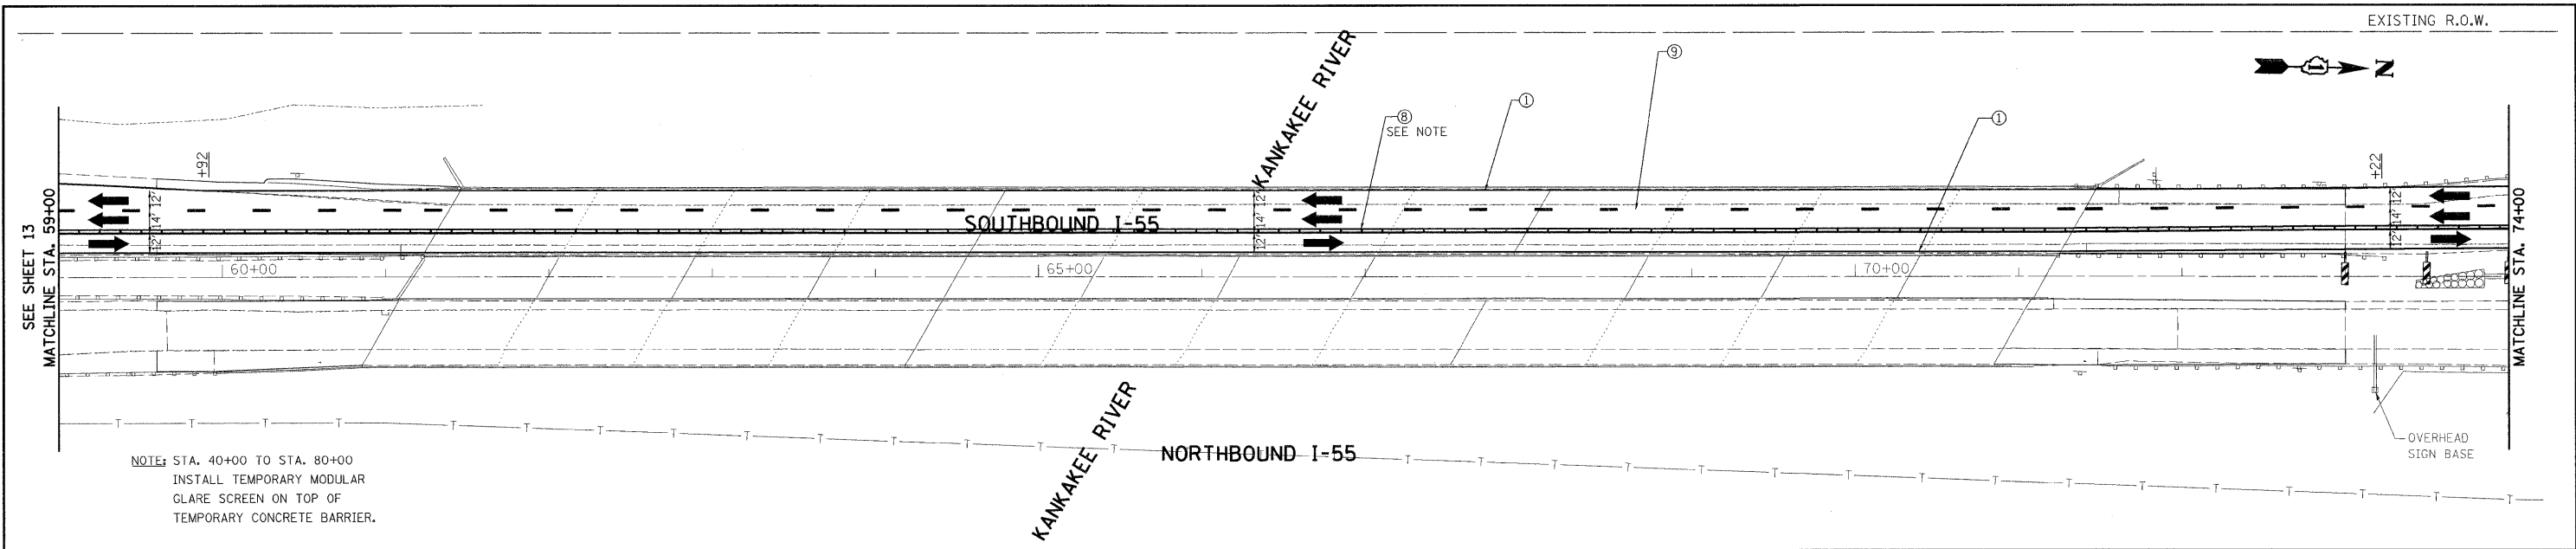 EXISTING R.O.W.
N
KANKAKEE RIVER
9
1
8
SEE NOTE
1
+92
+22
SEE SHEET 13
MATCHLINE STA. 59+00
12' 14' 12'
SOUTHBOUND I-55
12' 14' 12'
12' 14' 12'
MATCHLINE STA. 74+00
60+00
65+00
70+00
KANKAKEE RIVER
T T T T T T T T T T T T T T T T T T T T T T T T T T T T T T T T
NORTHBOUND I-55
OVERHEAD
SIGN BASE
NOTE: STA. 40+00 TO STA. 80+00
INSTALL TEMPORARY MODULAR
GLARE SCREEN ON TOP OF
TEMPORARY CONCRETE BARRIER.